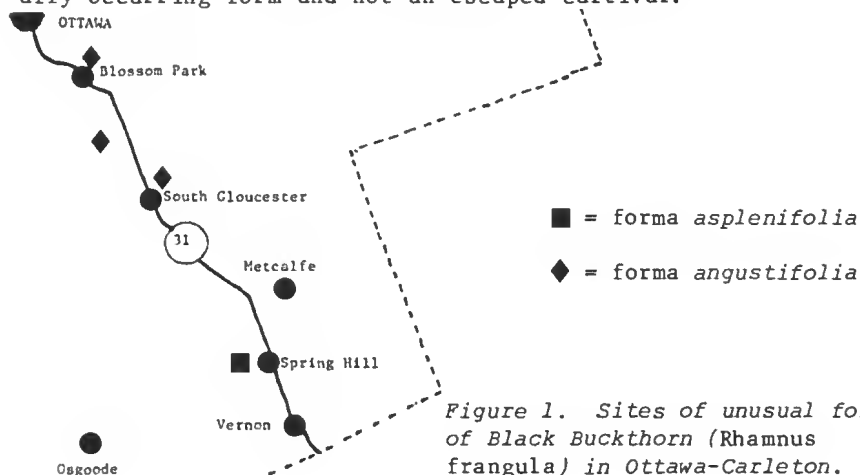 occurring form and not an escaped cultivar.
OTTAWA
Blossom Park
South Gloucester
31
Metcalfe
■ = forma asplenifolia
◆ = forma angustifolia
Spring Hill
Vernon
Osgoode
Figure 1. Sites of unusual fo
of Black Buckthorn (Rhamnus
frangula) in Ottawa-Carleton.